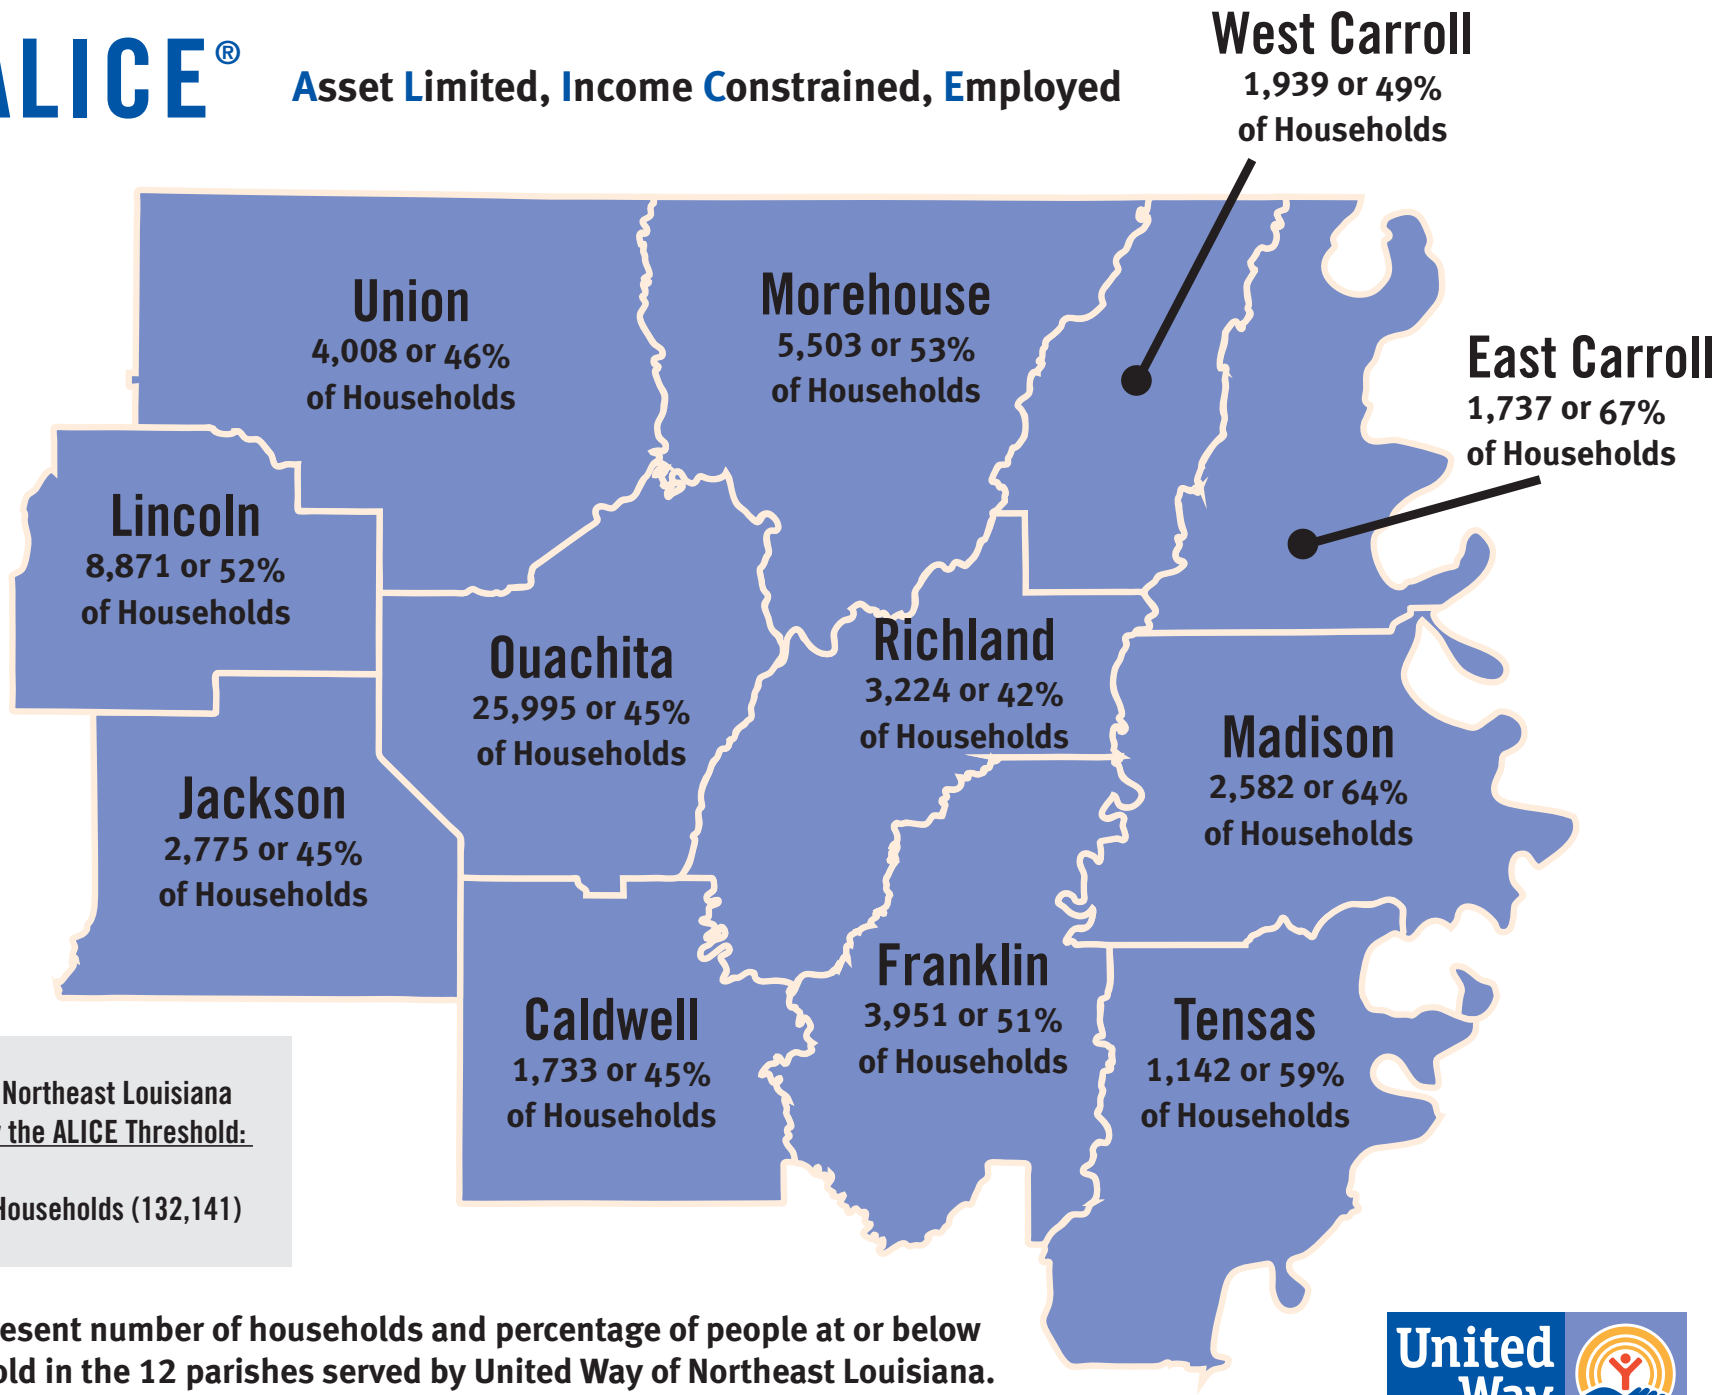 ALICE®
Asset Limited, Income Constrained, Employed
West Carroll
1,939 or 49%
of Households
Union
4,008 or 46%
of Households
Morehouse
5,503 or 53%
of Households
East Carroll
1,737 or 67%
of Households
Lincoln
8,871 or 52%
of Households
Ouachita
25,995 or 45%
of Households
Richland
3,224 or 42%
of Households
Madison
2,582 or 64%
of Households
Jackson
2,775 or 45%
of Households
Franklin
3,951 or 51%
of Households
Caldwell
1,733 or 45%
of Households
Tensas
1,142 or 59%
of Households
Northeast Louisiana
the ALICE Threshold:
Households (132,141)
esent number of households and percentage of people at or below
old in the 12 parishes served by United Way of Northeast Louisiana.
United
Way